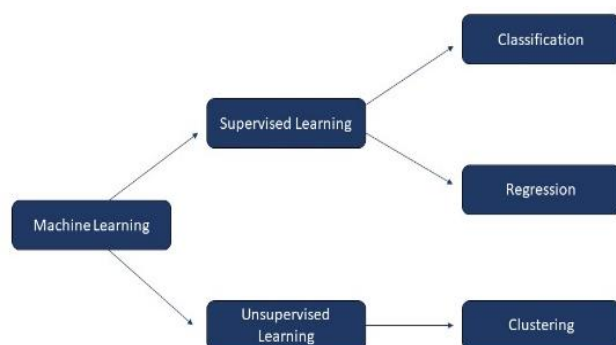 Classification
Supervised Learning
Regression
Machine Learning
Unsupervised
Learning
Clustering